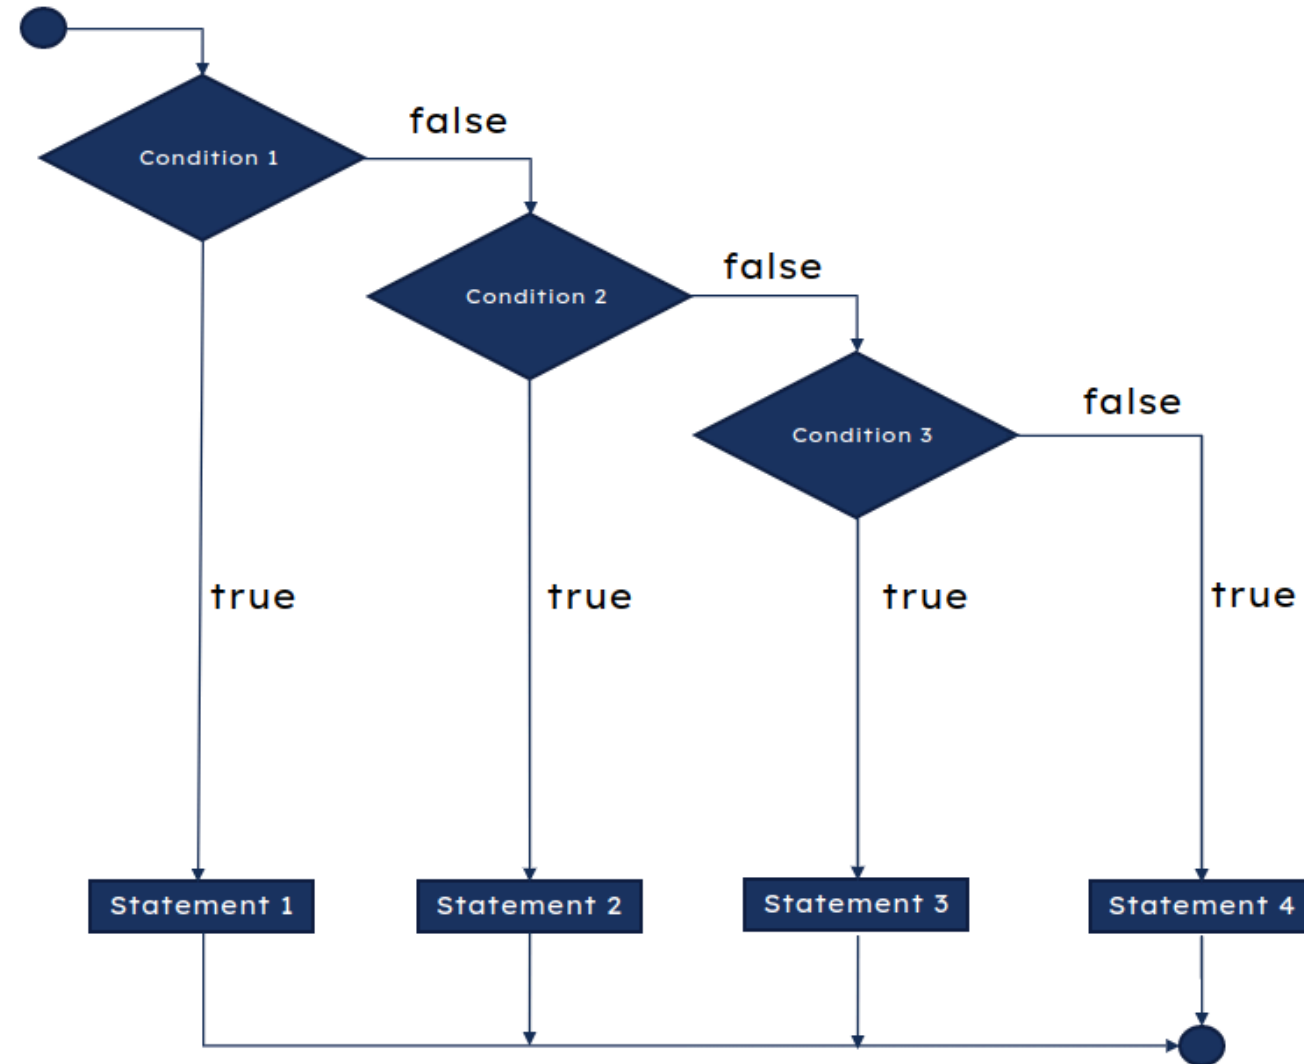 false
Condition 1
false
Condition 2
false
Condition 3
true
true
true
true
Statement 1
Statement 2
Statement 3
Statement 4